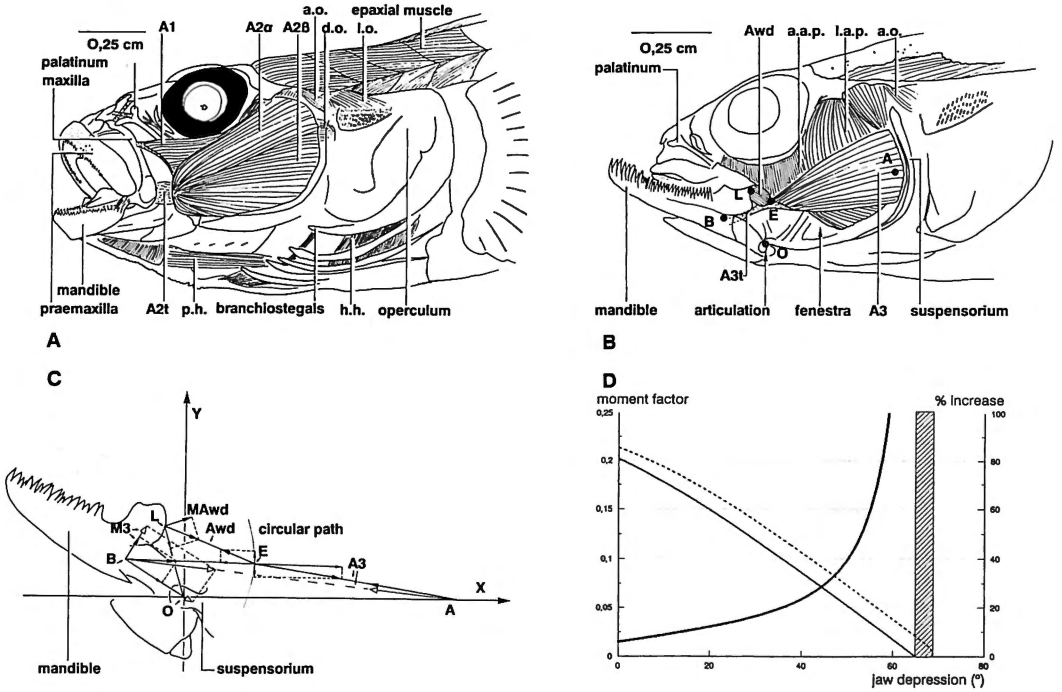 a.o. epaxial muscle
A1 A2α A2ß d.o. l.o.
O,25 cm
palatinum
maxilla
mandible
praemaxilla A2t p.h. branchiostegals h.h. operculum
A
O,25 cm
Awd a.a.p. l.a.p. a.o.
palatinum
A
L
E
B
O
A3t
mandible articulation fenestra A3 suspensorium
B
C
Y
L
M3
MAwd
Awd
circular path
B
E
A3
X
O
A
mandible
suspensorium
D
moment factor
% Increase
0,25
0,2
0,15
0,1
0,05
0
100
80
60
40
20
0
0 20 40 60 80
jaw depression (°)